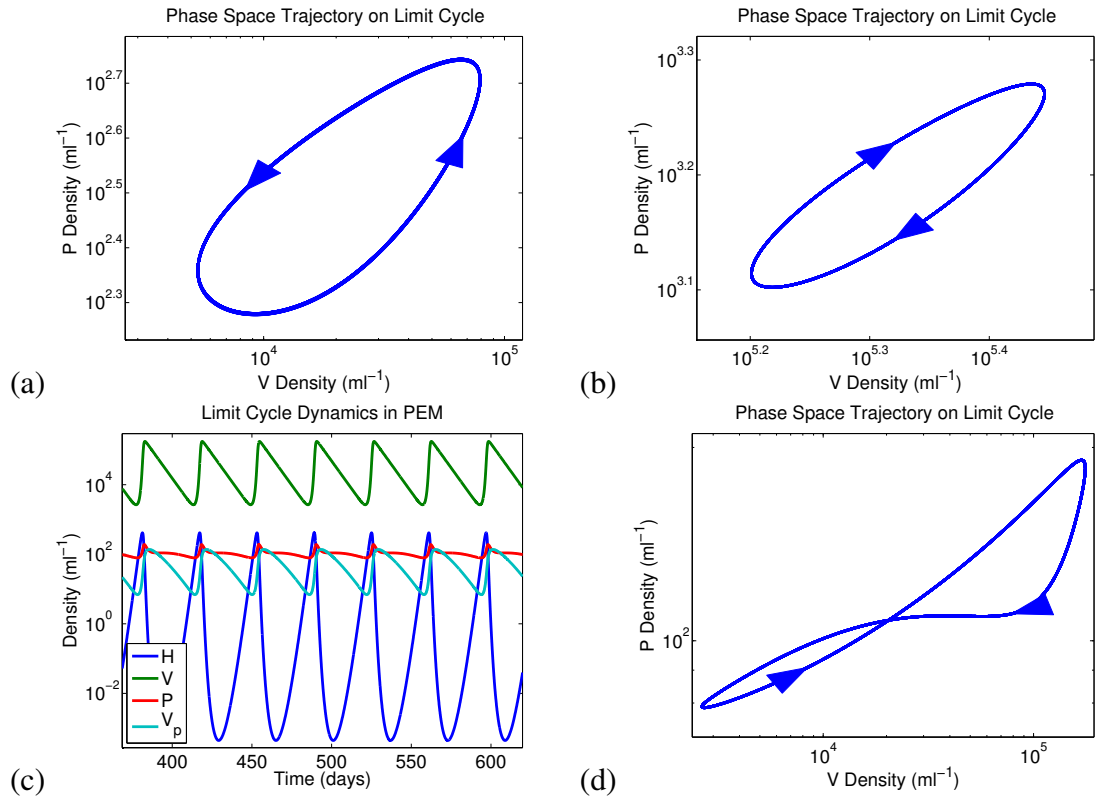 Phase Space Trajectory on Limit Cycle
10^2.7
10^2.6
10^2.5
10^2.4
10^2.3
P Density (ml⁻¹)
10^4
10^5
V Density (ml⁻¹)
(a)
Phase Space Trajectory on Limit Cycle
10^3.3
10^3.2
10^3.1
P Density (ml⁻¹)
10^5.2
10^5.3
10^5.4
V Density (ml⁻¹)
(b)
Limit Cycle Dynamics in PEM
10^4
10^2
10^0
10^−2
Density (ml⁻¹)
H
V
P
V_p
400
450
500
550
600
Time (days)
(c)
Phase Space Trajectory on Limit Cycle
10^2
P Density (ml⁻¹)
10^4
10^5
V Density (ml⁻¹)
(d)